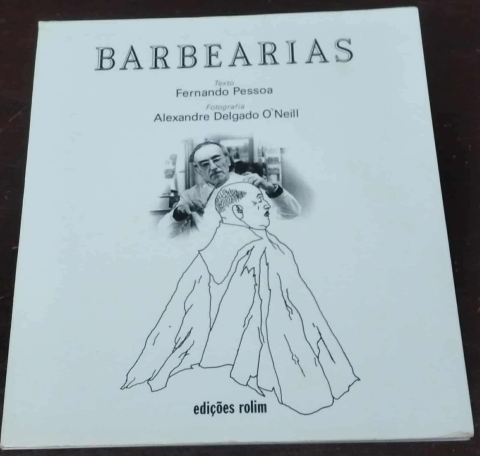 BARBEARIAS
Texto
Fernando Pessoa
Fotografia
Alexandre Delgado O'Neill
edições rolim